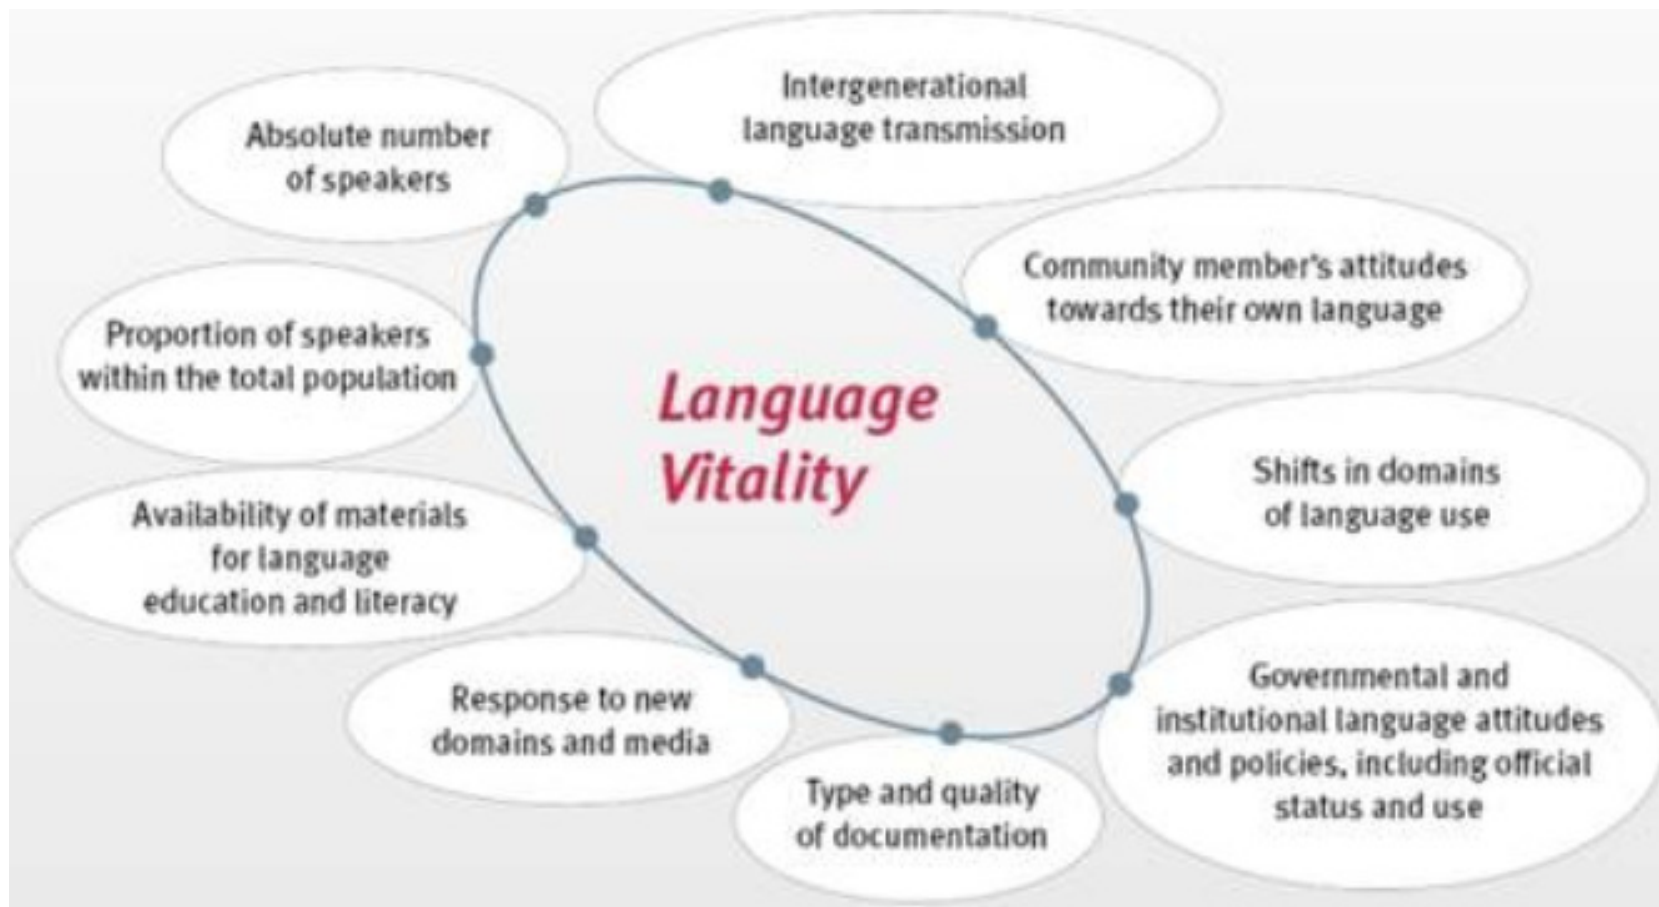 Intergenerational
language transmission
Absolute number
of speakers
Community member's attitudes
towards their own language
Proportion of speakers
within the total population
Language
Vitality
Shifts in domains
of language use
Availability of materials
for language
education and literacy
Governmental and
institutional language attitudes
and policies, including official
status and use
Response to new
domains and media
Type and quality
of documentation